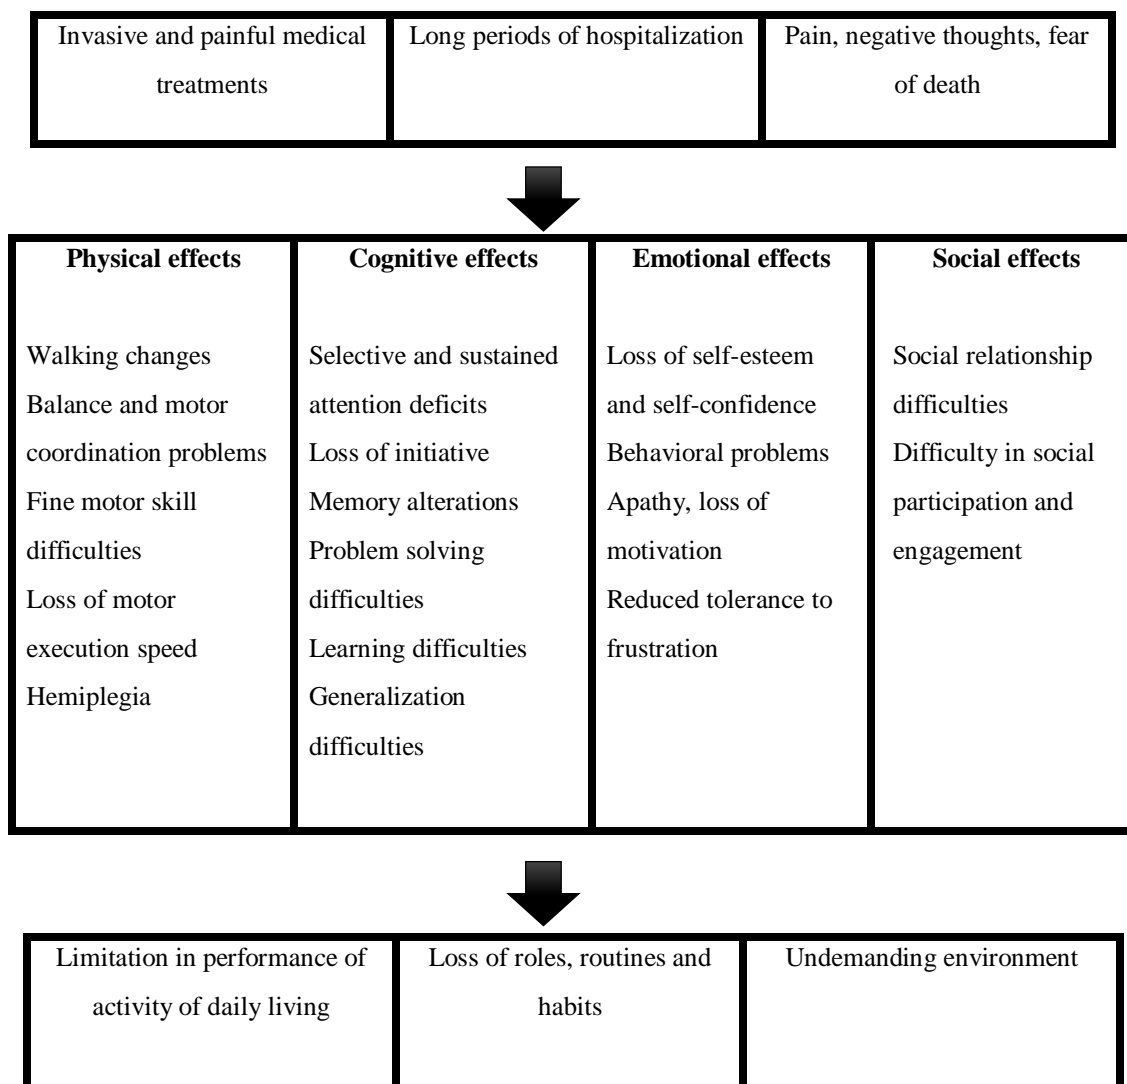 Invasive and painful medical
treatments
Long periods of hospitalization
Pain, negative thoughts, fear
of death
Physical effects
Walking changes
Balance and motor
coordination problems
Fine motor skill
difficulties
Loss of motor
execution speed
Hemiplegia
Cognitive effects
Selective and sustained
attention deficits
Loss of initiative
Memory alterations
Problem solving
difficulties
Learning difficulties
Generalization
difficulties
Emotional effects
Loss of self-esteem
and self-confidence
Behavioral problems
Apathy, loss of
motivation
Reduced tolerance to
frustration
Social effects
Social relationship
difficulties
Difficulty in social
participation and
engagement
Limitation in performance of
activity of daily living
Loss of roles, routines and
habits
Undemanding environment